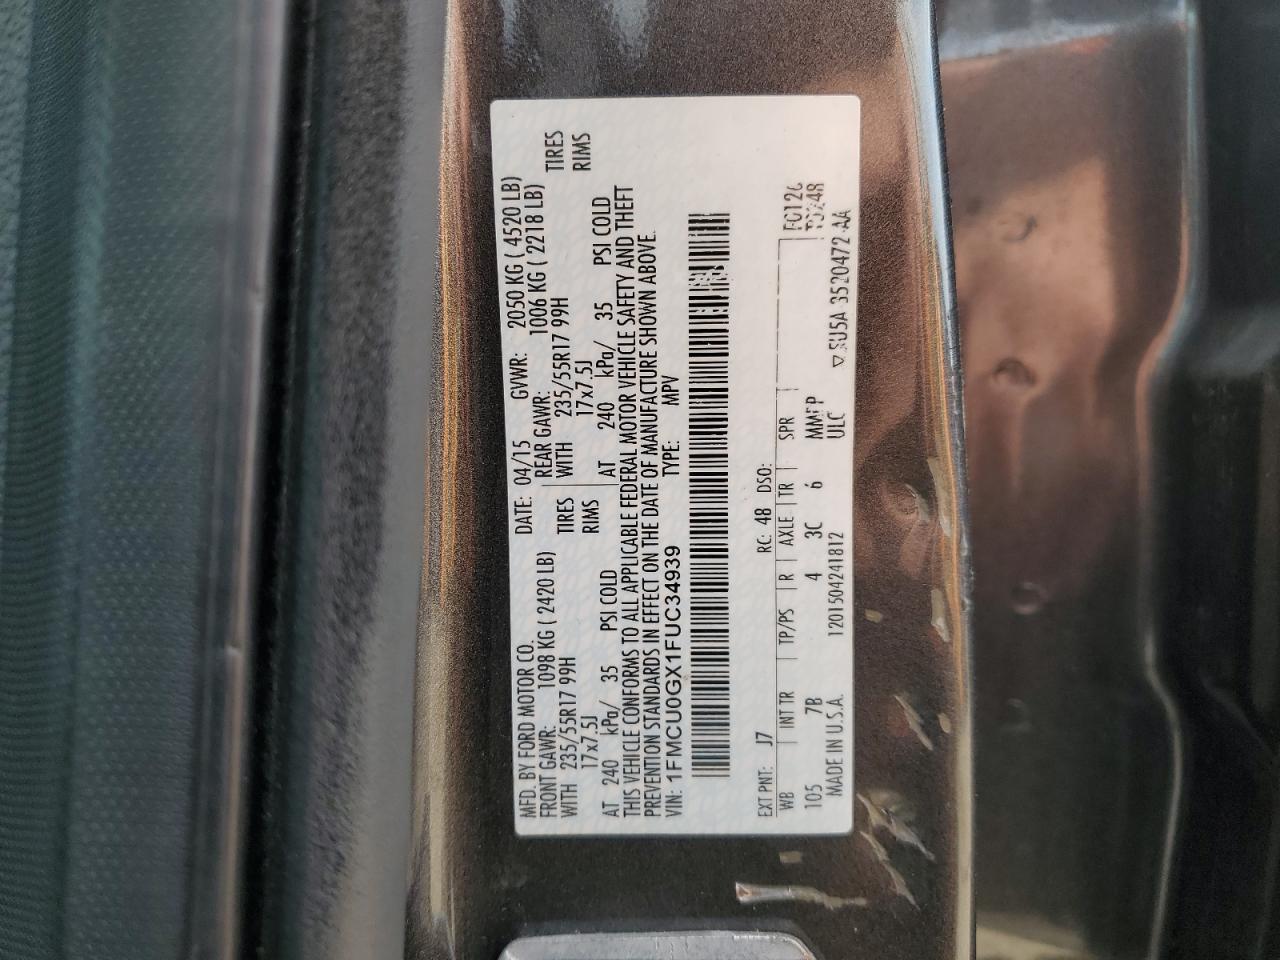 MFD. BY FORD MOTOR CO.
DATE: 04/15 GVWR: 2050 KG ( 4520 LB)
FRONT GAWR: 1098 KG ( 2420 LB) REAR GAWR: 1006 KG ( 2218 LB)
WITH 235/55R17 99H TIRES WITH 235/55R17 99H TIRES
17x7.5J RIMS 17x7.5J RIMS
AT 240 kPa/ 35 PSI COLD AT 240 kPa/ 35 PSI COLD
THIS VEHICLE CONFORMS TO ALL APPLICABLE FEDERAL MOTOR VEHICLE SAFETY AND THEFT
PREVENTION STANDARDS IN EFFECT ON THE DATE OF MANUFACTURE SHOWN ABOVE.
VIN: 1FMCU0GX1FUC34939 TYPE: MPV
EXT PNT: J7 RC: 48 DSO:
WB INT TR TP/PS R AXLE TR SPR
105 7B 4 3C 6 ULC
MADE IN U.S.A. 1201504241812 3520472 AA